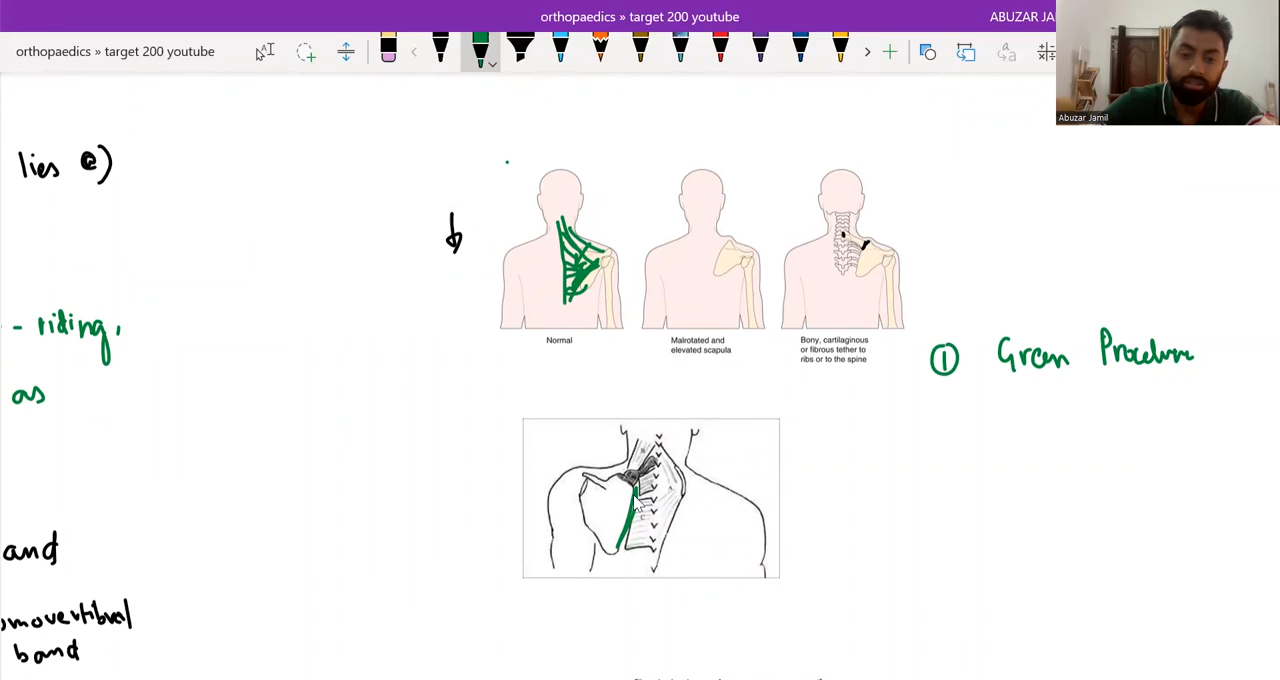 orthopaedics » target 200 youtube
ABUZAR JA
orthopaedics » target 200 youtube
Abuzar Jamil
lies
- riding,
as
and
omovertibral
band
Normal
Malrotated and
elevated scapula
Bony, cartilaginous
or fibrous tether to
ribs or to the spine
① Green Procedure